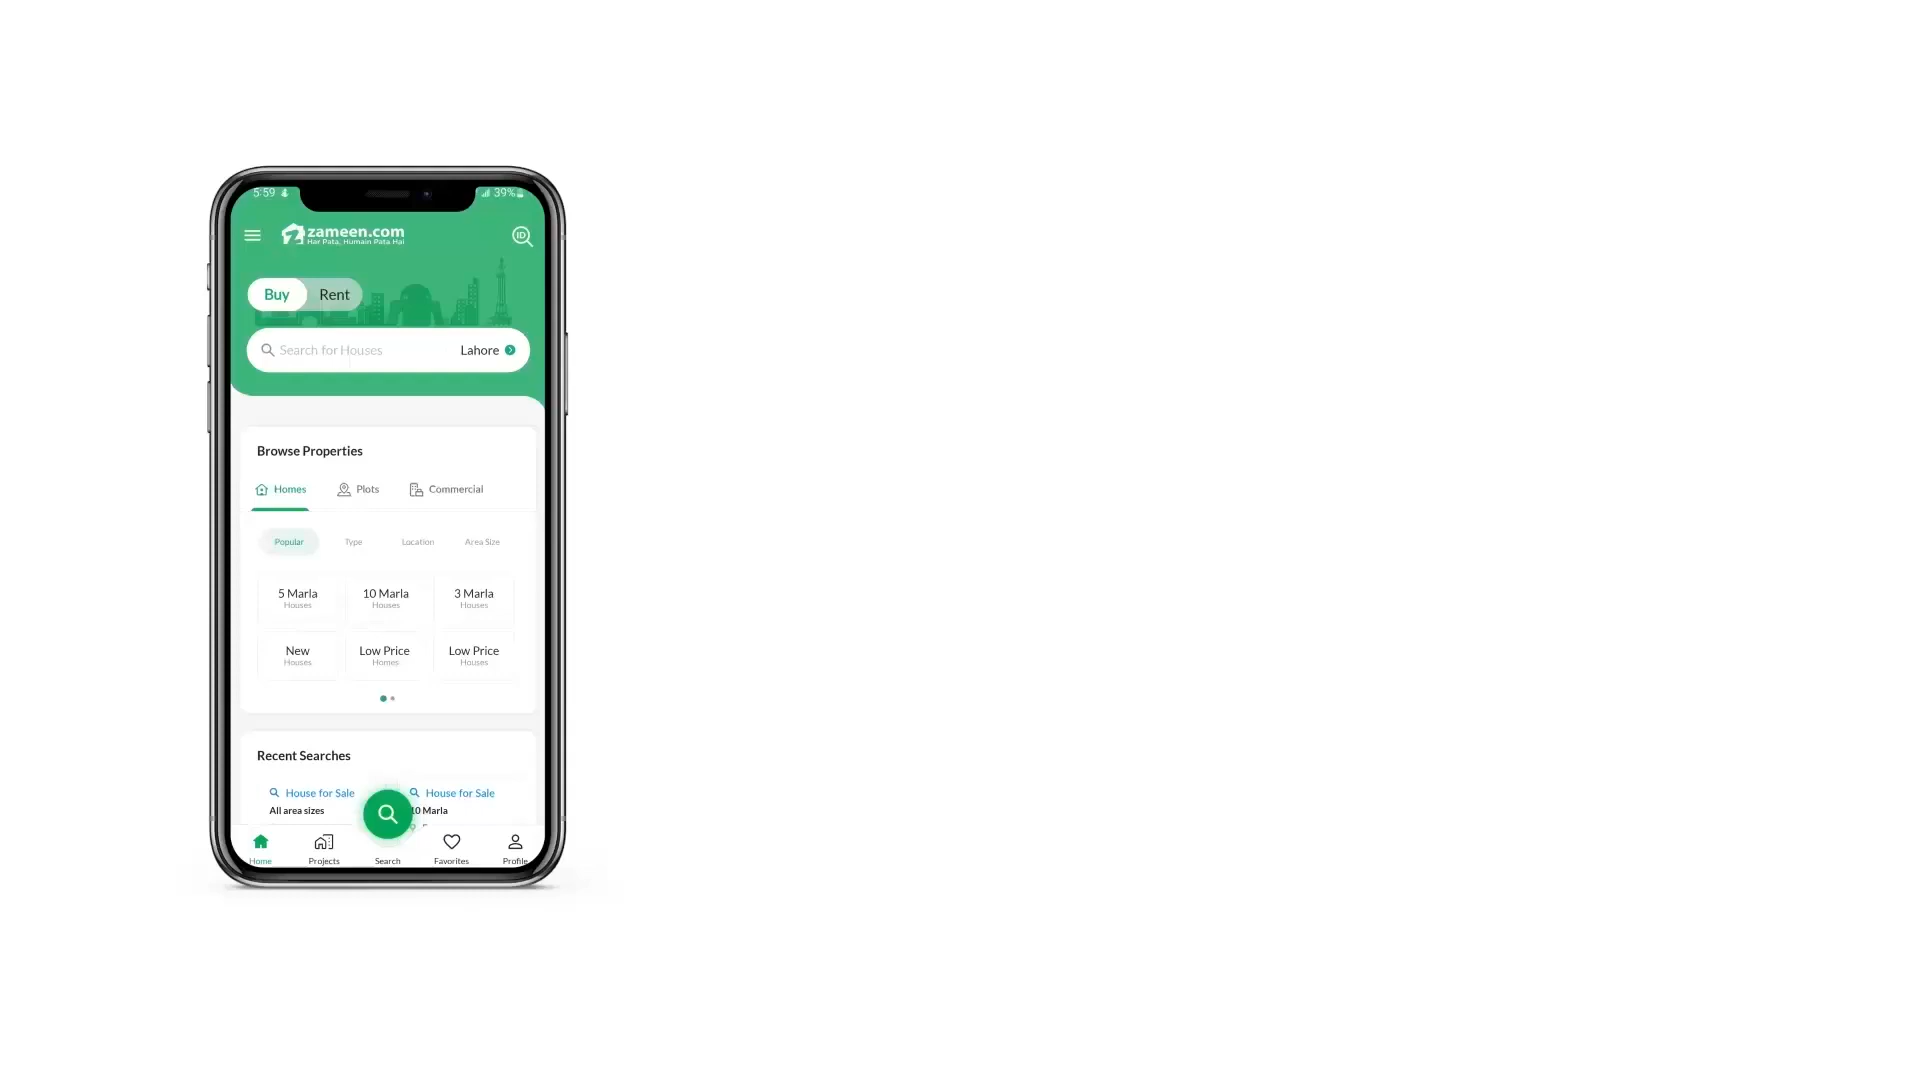 5:59
39%
zameen.com
Har Pata, Humain Pata Hai
Buy
Rent
Search for Houses
Lahore
Browse Properties
Homes
Plots
Commercial
Popular
Type
Location
Area Size
5 Marla
Houses
10 Marla
Houses
3 Marla
Houses
New
Houses
Low Price
Homes
Low Price
Houses
Recent Searches
House for Sale
All area sizes
House for Sale
10 Marla
Home
Projects
Search
Favorites
Profile